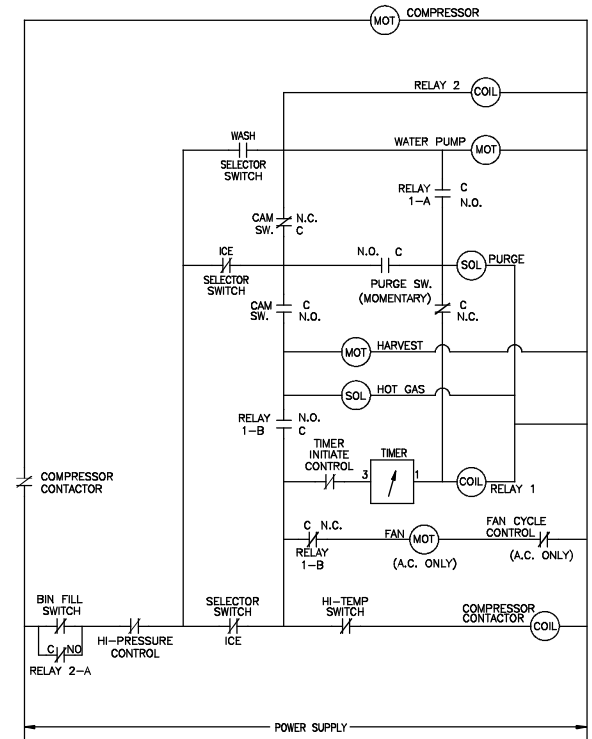 MOT COMPRESSOR
RELAY 2 COIL
WASH
SELECTOR
SWITCH
WATER PUMP MOT
RELAY
1-A
C
N.O.
CAM
SW.
N.C.
C
ICE
SELECTOR
SWITCH
N.O. C
PURGE SW.
(MOMENTARY)
SOL PURGE
CAM
SW.
C
N.O.
C
N.C.
MOT HARVEST
SOL HOT GAS
RELAY
1-B
N.O.
C
TIMER
INITIATE
CONTROL
TIMER
3 1
COIL RELAY 1
COMPRESSOR
CONTACTOR
C N.C.
RELAY
1-B
FAN MOT
(A.C. ONLY)
FAN CYCLE
CONTROL
(A.C. ONLY)
BIN FILL
SWITCH
C NO
RELAY 2-A
HI-PRESSURE
CONTROL
SELECTOR
SWITCH
ICE
HI-TEMP
SWITCH
COMPRESSOR
CONTACTOR
COIL
POWER SUPPLY